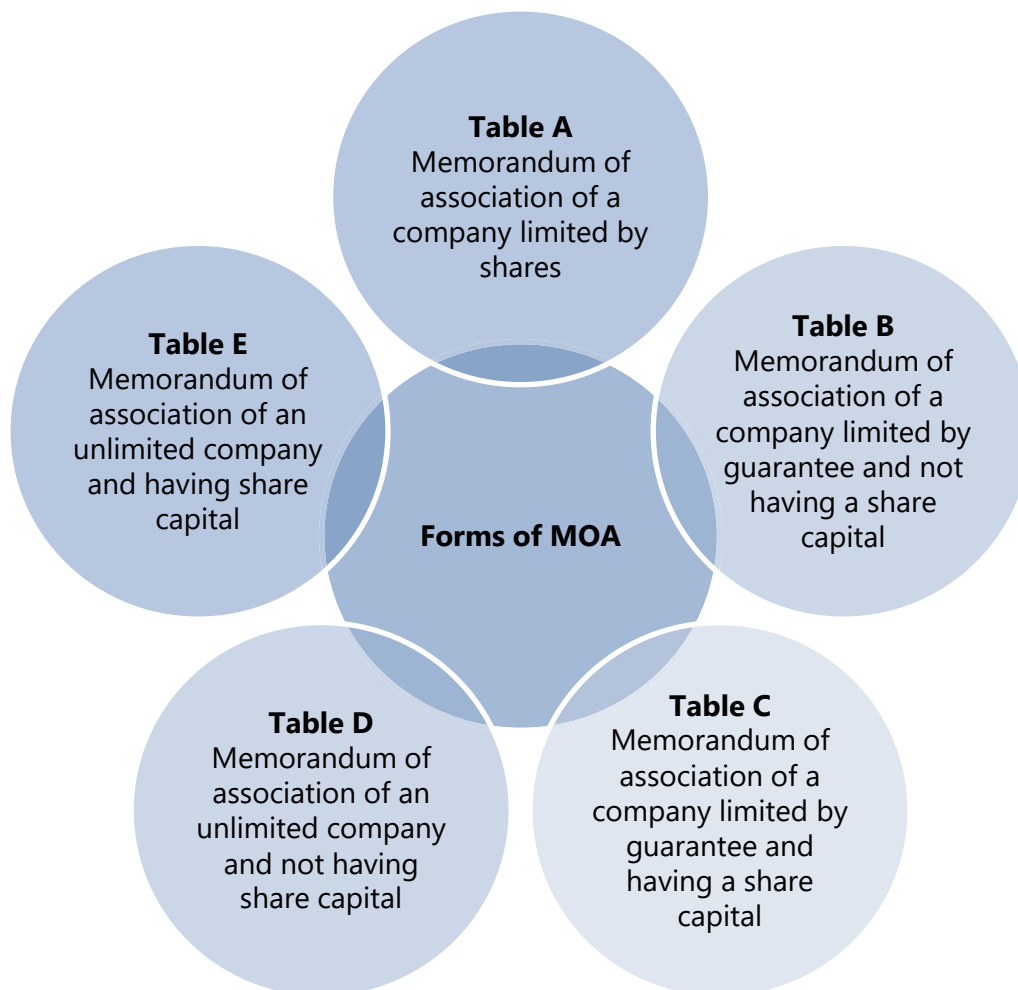 Table A
Memorandum of
association of a
company limited by
shares
Table B
Memorandum of
association of a
company limited by
guarantee and not
having a share
capital
Table C
Memorandum of
association of a
company limited by
guarantee and
having a share
capital
Table D
Memorandum of
association of an
unlimited company
and not having
share capital
Table E
Memorandum of
association of an
unlimited company
and having share
capital
Forms of MOA